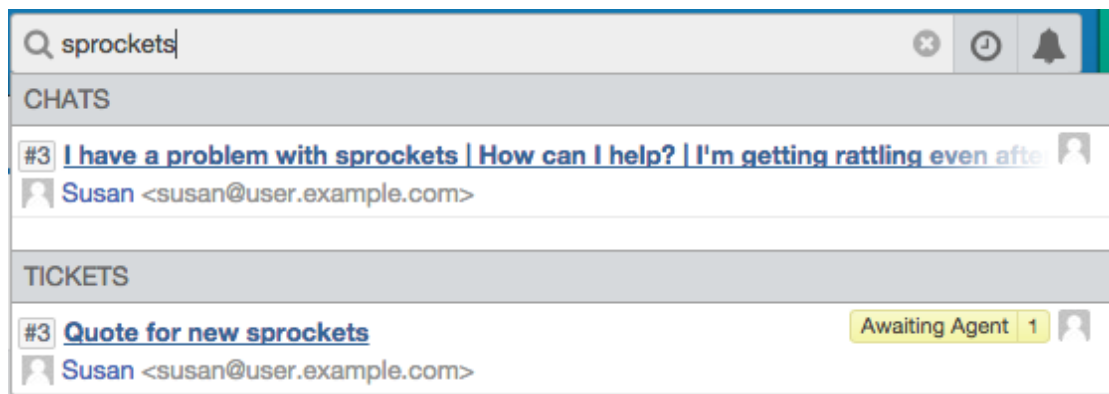 sprockets
CHATS
#3 I have a problem with sprockets | How can I help? | I'm getting rattling even afte
Susan <susan@user.example.com>
TICKETS
#3 Quote for new sprockets Awaiting Agent 1
Susan <susan@user.example.com>